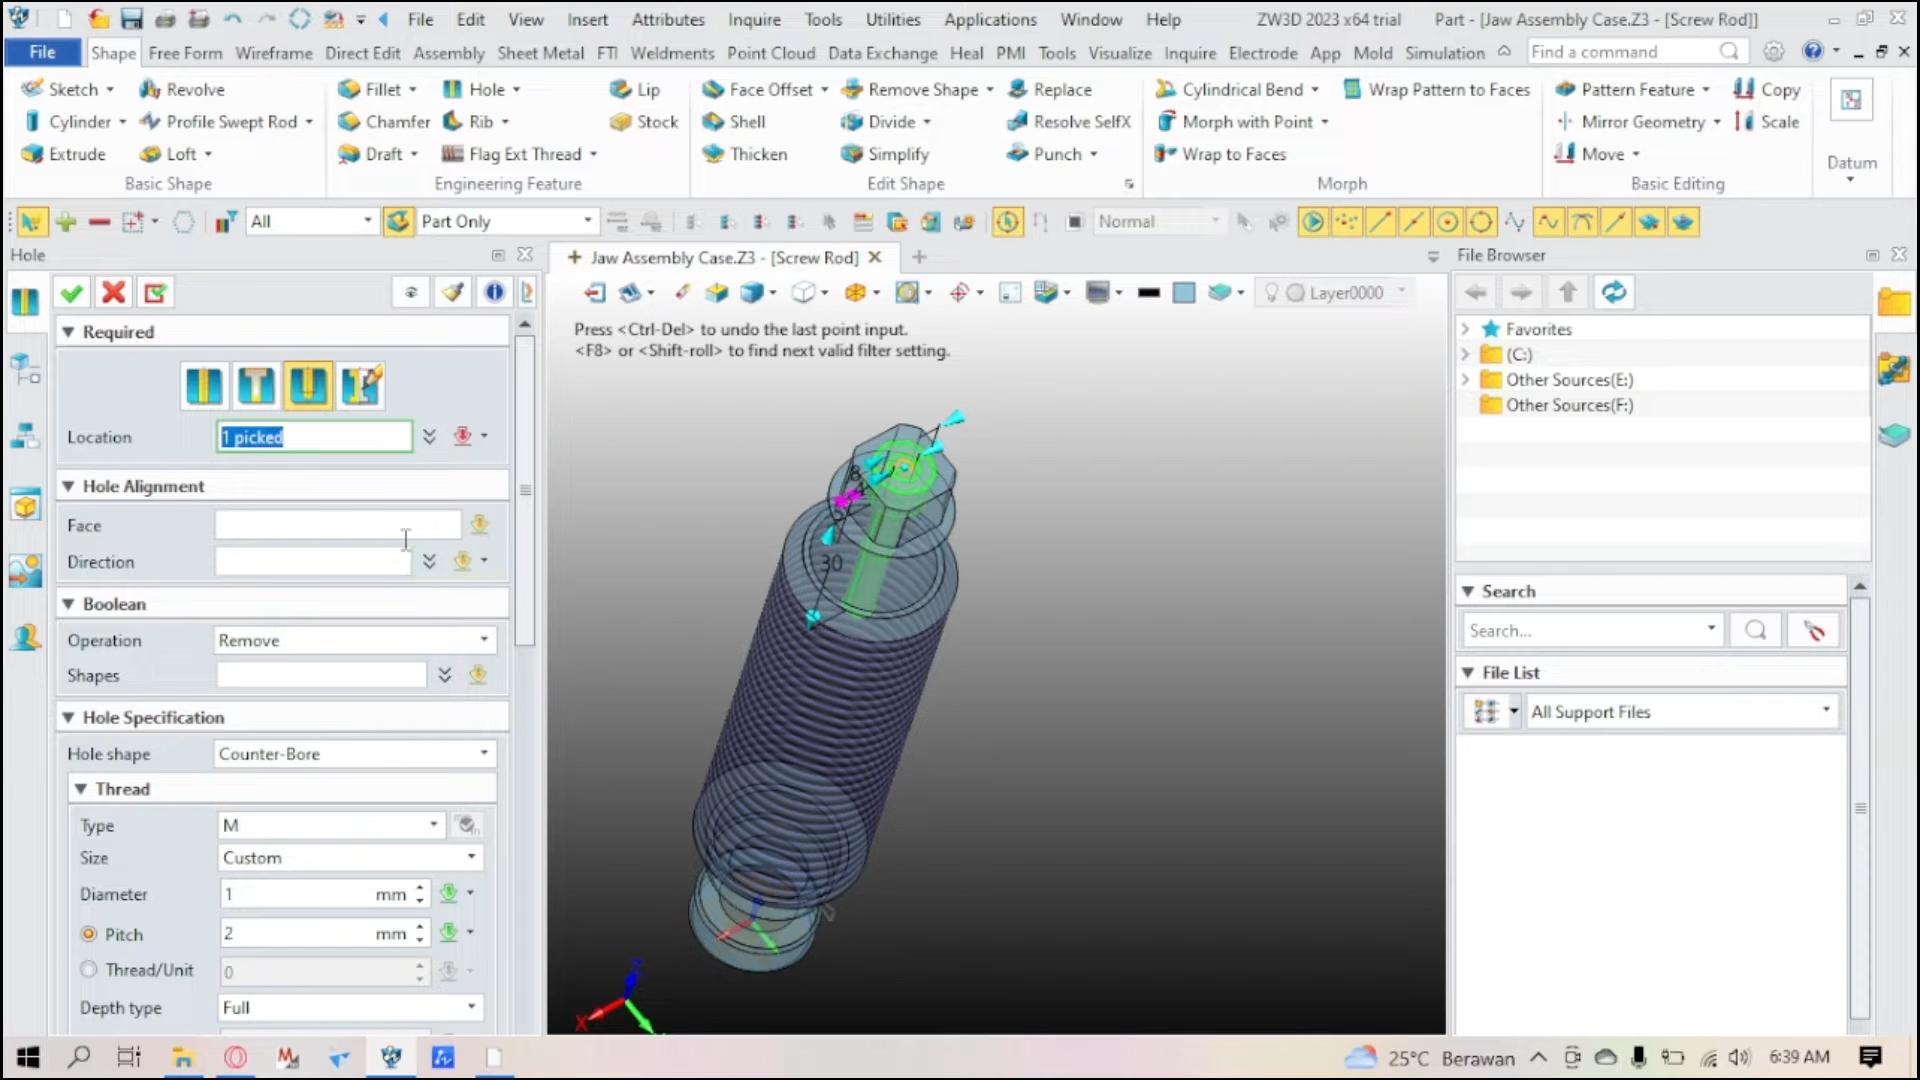 File Edit View Insert Attributes Inquire Tools Utilities Applications Window Help ZW3D 2023 x64 trial Part - [Jaw Assembly Case.Z3 - [Screw Rod]]
File Shape Free Form Wireframe Direct Edit Assembly Sheet Metal FTI Weldments Point Cloud Data Exchange Heal PMI Tools Visualize Inquire Electrode App Mold Simulation Find a command
Sketch Revolve Fillet Hole Lip Face Offset Remove Shape Replace Cylindrical Bend Wrap Pattern to Faces Pattern Feature Copy
Cylinder Profile Swept Rod Chamfer Rib Stock Shell Divide Resolve SelfX Morph with Point Mirror Geometry Scale
Extrude Loft Draft Flag Ext Thread Thicken Simplify Punch Wrap to Faces Move Datum
Basic Shape Engineering Feature Edit Shape Morph Basic Editing
All Part Only Normal
Hole
Jaw Assembly Case.Z3 - [Screw Rod]
File Browser
Layer0000
Required
Location 1 picked
Hole Alignment
Face
Direction
Boolean
Operation Remove
Shapes
Hole Specification
Hole shape Counter-Bore
Thread
Type M
Size Custom
Diameter 1 mm
Pitch 2 mm
Thread/Unit 0
Depth type Full
Press <Ctrl-Del> to undo the last point input.
<F8> or <Shift-roll> to find next valid filter setting.
8
30
X
Favorites
(C:)
Other Sources(E:)
Other Sources(F:)
Search
Search...
File List
All Support Files
25°C Berawan 6:39 AM